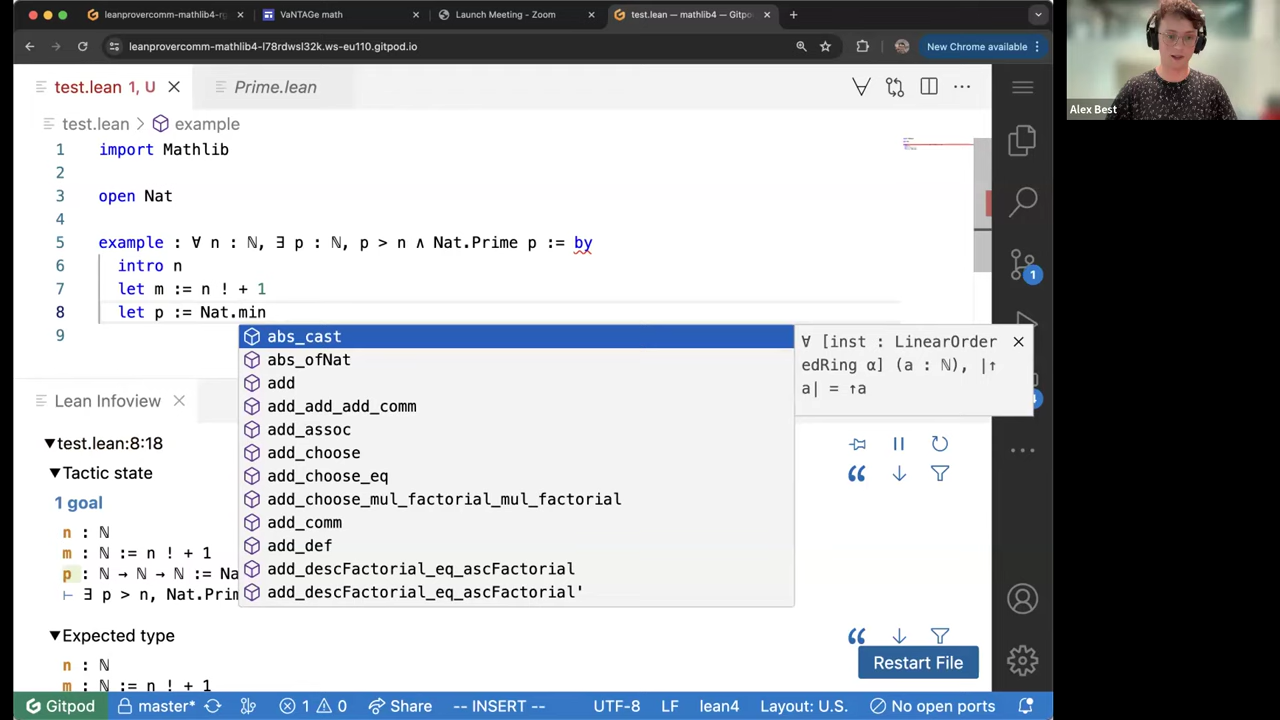 leanprovercomm-mathlib4-rg
VaNTAGe math
Launch Meeting - Zoom
test.lean — mathlib4 — Gitpod
leanprovercomm-mathlib4-l78rdwsl32k.ws-eu110.gitpod.io
New Chrome available
Alex Best
test.lean 1, U
Prime.lean
test.lean > example
1 import Mathlib
2
3 open Nat
4
5 example : ∀ n : ℕ, ∃ p : ℕ, p > n ∧ Nat.Prime p := by
6 intro n
7 let m := n ! + 1
8 let p := Nat.min
9
abs_cast
abs_ofNat
add
add_add_add_comm
add_assoc
add_choose
add_choose_eq
add_choose_mul_factorial_mul_factorial
add_comm
add_def
add_descFactorial_eq_ascFactorial
add_descFactorial_eq_ascFactorial'
∀ [inst : LinearOrder
edRing α] (a : ℕ), |↑
a| = ↑a
Lean Infoview
test.lean:8:18
Tactic state
1 goal
n : ℕ
m : ℕ := n ! + 1
p : ℕ → ℕ → ℕ := Na
⊢ ∃ p > n, Nat.Prim
Expected type
n : ℕ
m : ℕ := n ! + 1
Restart File
1
Gitpod
master*
1 0
Share
-- INSERT --
UTF-8
LF
lean4
Layout: U.S.
No open ports